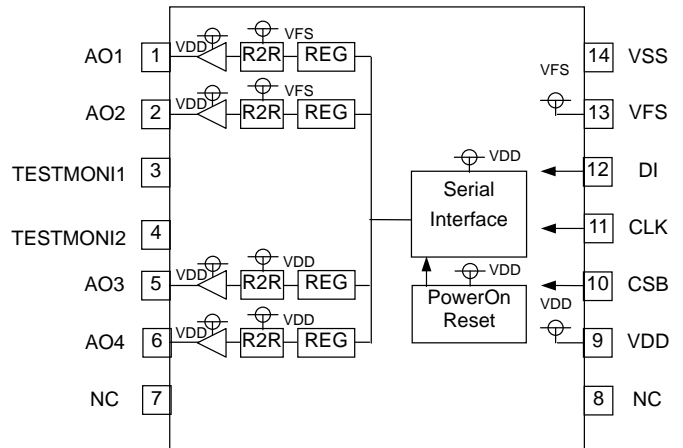 AO1 1 VDD R2R VFS REG
AO2 2 VDD R2R VFS REG
TESTMONI1 3
TESTMONI2 4
AO3 5 VDD R2R VDD REG
AO4 6 VDD R2R VDD REG
NC 7
VDD
Serial
Interface
VDD
PowerOn
Reset
14 VSS
VFS
13 VFS
12 DI
11 CLK
10 CSB
VDD
9 VDD
8 NC